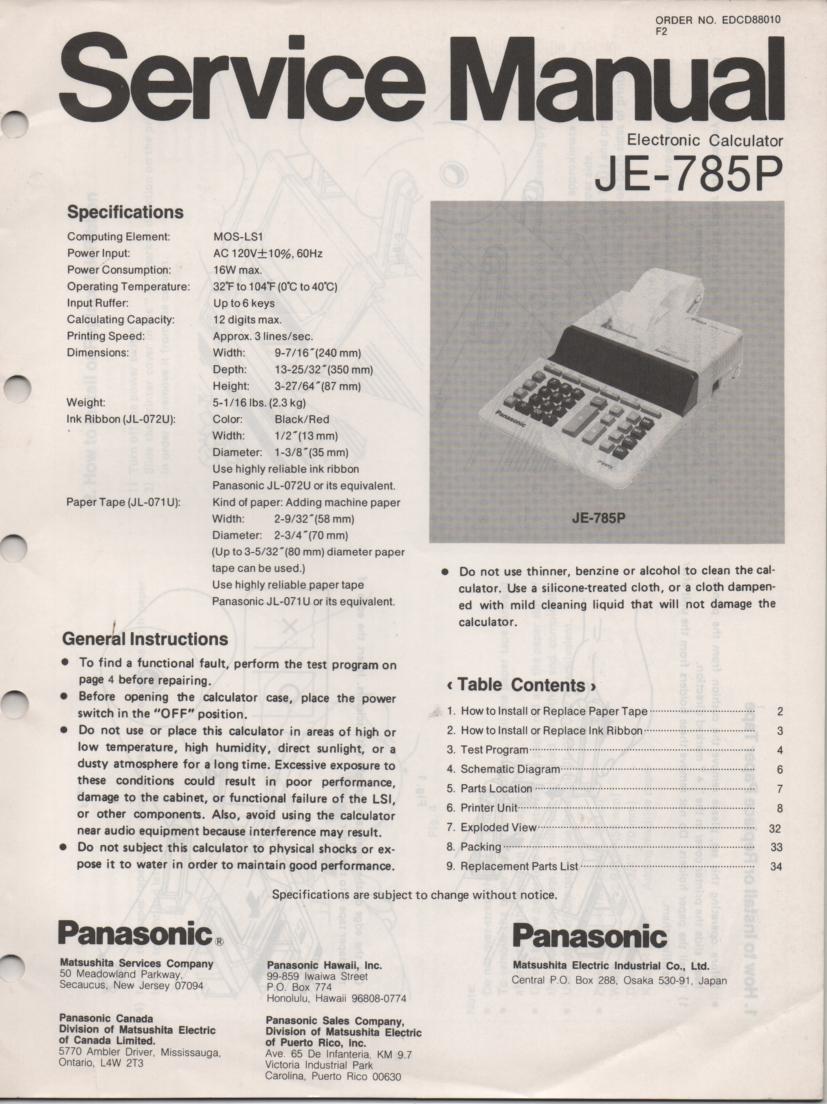 ORDER NO. EDCD88010
F2
Service Manual
Electronic Calculator
JE-785P
Specifications
Computing Element: MOS-LS1
Power Input: AC 120V±10%, 60Hz
Power Consumption: 16W max.
Operating Temperature: 32°F to 104°F (0°C to 40°C)
Input Ruffer: Up to 6 keys
Calculating Capacity: 12 digits max.
Printing Speed: Approx. 3 lines/sec.
Dimensions: Width: 9-7/16″(240 mm)
Depth: 13-25/32″(350 mm)
Height: 3-27/64″(87 mm)
Weight: 5-1/16 lbs. (2.3 kg)
Ink Ribbon (JL-072U): Color: Black/Red
Width: 1/2″(13 mm)
Diameter: 1-3/8″(35 mm)
Use highly reliable ink ribbon
Panasonic JL-072U or its equivalent.
Paper Tape (JL-071U): Kind of paper: Adding machine paper
Width: 2-9/32″(58 mm)
Diameter: 2-3/4″(70 mm)
(Up to 3-5/32″(80 mm) diameter paper
tape can be used.)
Use highly reliable paper tape
Panasonic JL-071U or its equivalent.
General Instructions
● To find a functional fault, perform the test program on
page 4 before repairing.
● Before opening the calculator case, place the power
switch in the "OFF" position.
● Do not use or place this calculator in areas of high or
low temperature, high humidity, direct sunlight, or a
dusty atmosphere for a long time. Excessive exposure to
these conditions could result in poor performance,
damage to the cabinet, or functional failure of the LSI,
or other components. Also, avoid using the calculator
near audio equipment because interference may result.
● Do not subject this calculator to physical shocks or ex-
pose it to water in order to maintain good performance.
Panasonic
JE-785P
● Do not use thinner, benzine or alcohol to clean the cal-
culator. Use a silicone-treated cloth, or a cloth dampen-
ed with mild cleaning liquid that will not damage the
calculator.
‹ Table Contents ›
1. How to Install or Replace Paper Tape 2
2. How to Install or Replace Ink Ribbon 3
3. Test Program 4
4. Schematic Diagram 6
5. Parts Location 7
6. Printer Unit 8
7. Exploded View 32
8. Packing 33
9. Replacement Parts List 34
Specifications are subject to change without notice.
Panasonic®
Matsushita Services Company
50 Meadowland Parkway,
Secaucus, New Jersey 07094
Panasonic Canada
Division of Matsushita Electric
of Canada Limited.
5770 Ambler Driver, Mississauga,
Ontario, L4W 2T3
Panasonic Hawaii, Inc.
99-859 Iwaiwa Street
P.O. Box 774
Honolulu, Hawaii 96808-0774
Panasonic Sales Company,
Division of Matsushita Electric
of Puerto Rico, Inc.
Ave. 65 De Infanteria, KM 9.7
Victoria Industrial Park
Carolina, Puerto Rico 00630
Panasonic
Matsushita Electric Industrial Co., Ltd.
Central P.O. Box 288, Osaka 530-91, Japan